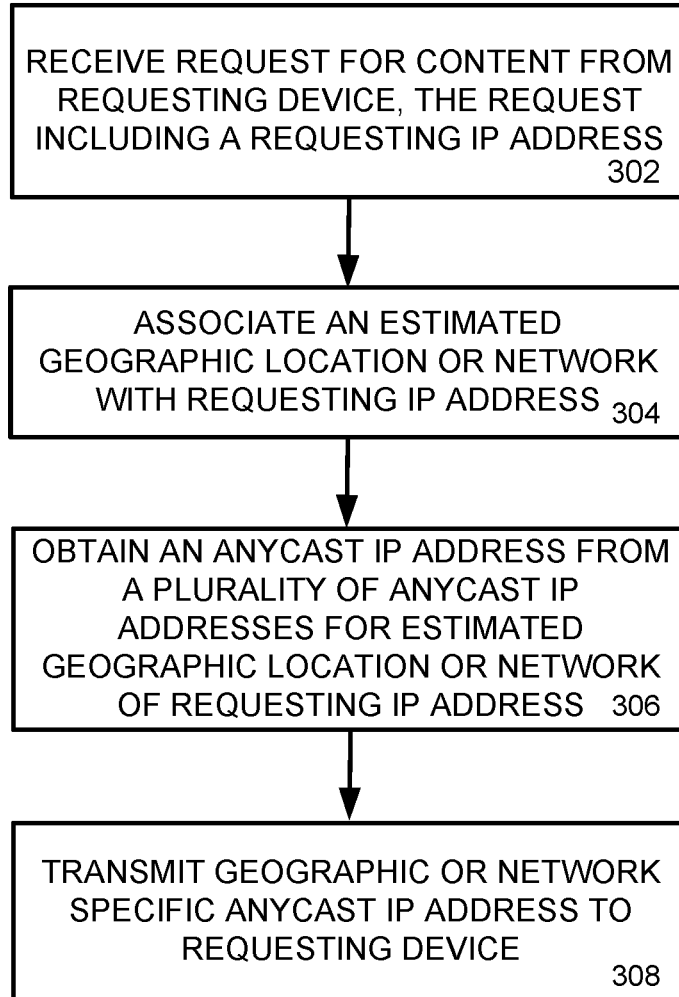 RECEIVE REQUEST FOR CONTENT FROM
REQUESTING DEVICE, THE REQUEST
INCLUDING A REQUESTING IP ADDRESS
302
ASSOCIATE AN ESTIMATED
GEOGRAPHIC LOCATION OR NETWORK
WITH REQUESTING IP ADDRESS 304
OBTAIN AN ANYCAST IP ADDRESS FROM
A PLURALITY OF ANYCAST IP
ADDRESSES FOR ESTIMATED
GEOGRAPHIC LOCATION OR NETWORK
OF REQUESTING IP ADDRESS 306
TRANSMIT GEOGRAPHIC OR NETWORK
SPECIFIC ANYCAST IP ADDRESS TO
REQUESTING DEVICE
308